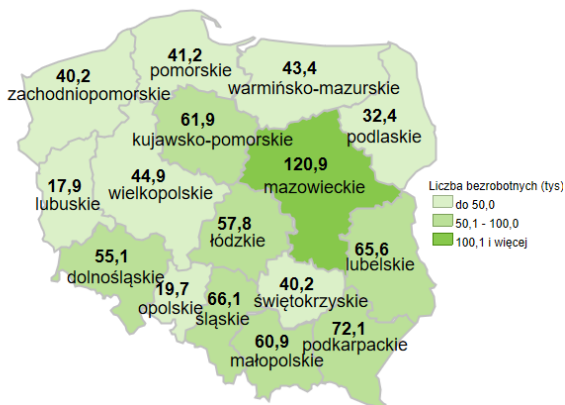 41,2
pomorskie
40,2
zachodniopomorskie
43,4
warmińsko-mazurskie
61,9
kujawsko-pomorskie
32,4
podlaskie
120,9
mazowieckie
17,9
lubuskie
44,9
wielkopolskie
57,8
łódzkie
55,1
dolnośląskie
65,6
lubelskie
19,7
opolskie
66,1
śląskie
40,2
świętokrzyskie
60,9
małopolskie
72,1
podkarpackie
Liczba bezrobotnych (tys)
do 50,0
50,1 - 100,0
100,1 i więcej